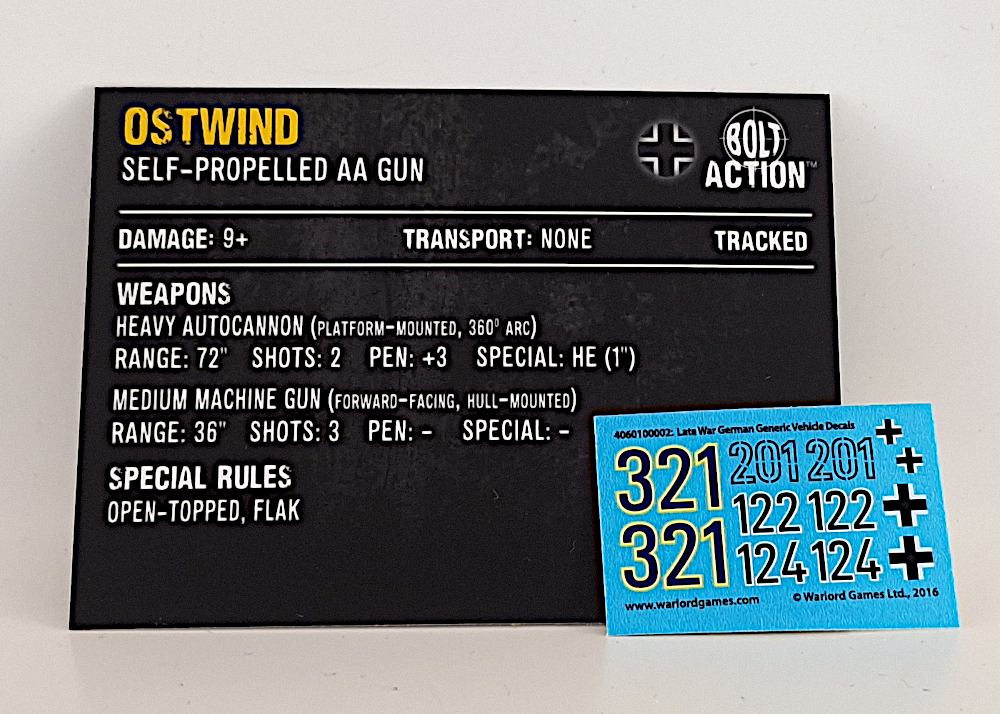 OSTWIND
SELF-PROPELLED AA GUN
BOLT
ACTION™
DAMAGE: 9+ TRANSPORT: NONE TRACKED
WEAPONS
HEAVY AUTOCANNON (PLATFORM-MOUNTED, 360° ARC)
RANGE: 72" SHOTS: 2 PEN: +3 SPECIAL: HE (1")
MEDIUM MACHINE GUN (FORWARD-FACING, HULL-MOUNTED)
RANGE: 36" SHOTS: 3 PEN: – SPECIAL: –
SPECIAL RULES
OPEN-TOPPED, FLAK
4060100002: Late War German Generic Vehicle Decals
321 201 201
122 122
321 124 124
www.warlordgames.com © Warlord Games Ltd., 2016